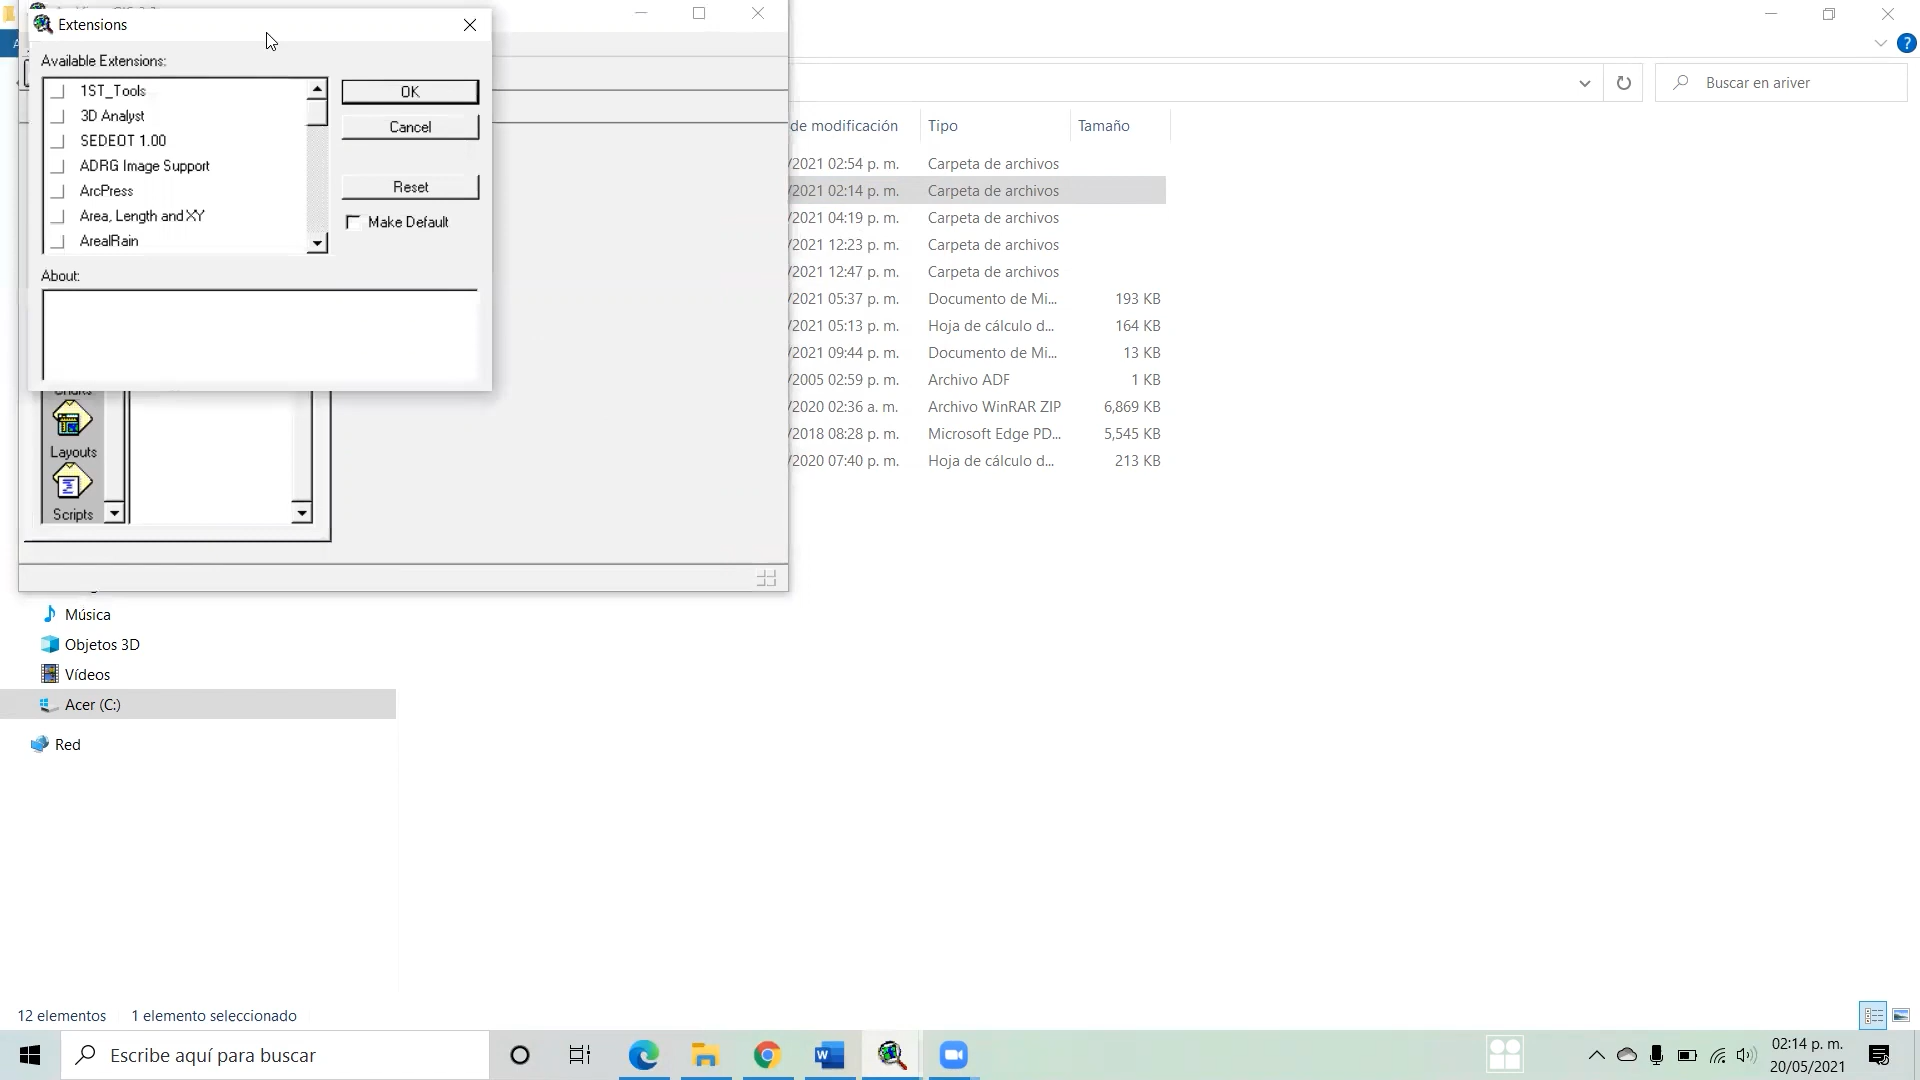 Extensions
Available Extensions:
1ST_Tools
3D Analyst
SEDEOT 1.00
ADRG Image Support
ArcPress
Area, Length and XY
ArealRain
OK
Cancel
Reset
Make Default
About:
Layouts
Scripts
Buscar en ariver
de modificación Tipo Tamaño
/2021 02:54 p. m. Carpeta de archivos
/2021 02:14 p. m. Carpeta de archivos
/2021 04:19 p. m. Carpeta de archivos
/2021 12:23 p. m. Carpeta de archivos
/2021 12:47 p. m. Carpeta de archivos
/2021 05:37 p. m. Documento de Mi... 193 KB
/2021 05:13 p. m. Hoja de cálculo d... 164 KB
/2021 09:44 p. m. Documento de Mi... 13 KB
/2005 02:59 p. m. Archivo ADF 1 KB
/2020 02:36 a. m. Archivo WinRAR ZIP 6,869 KB
/2018 08:28 p. m. Microsoft Edge PD... 5,545 KB
/2020 07:40 p. m. Hoja de cálculo d... 213 KB
Música
Objetos 3D
Vídeos
Acer (C:)
Red
12 elementos 1 elemento seleccionado
Escribe aquí para buscar
02:14 p. m.
20/05/2021